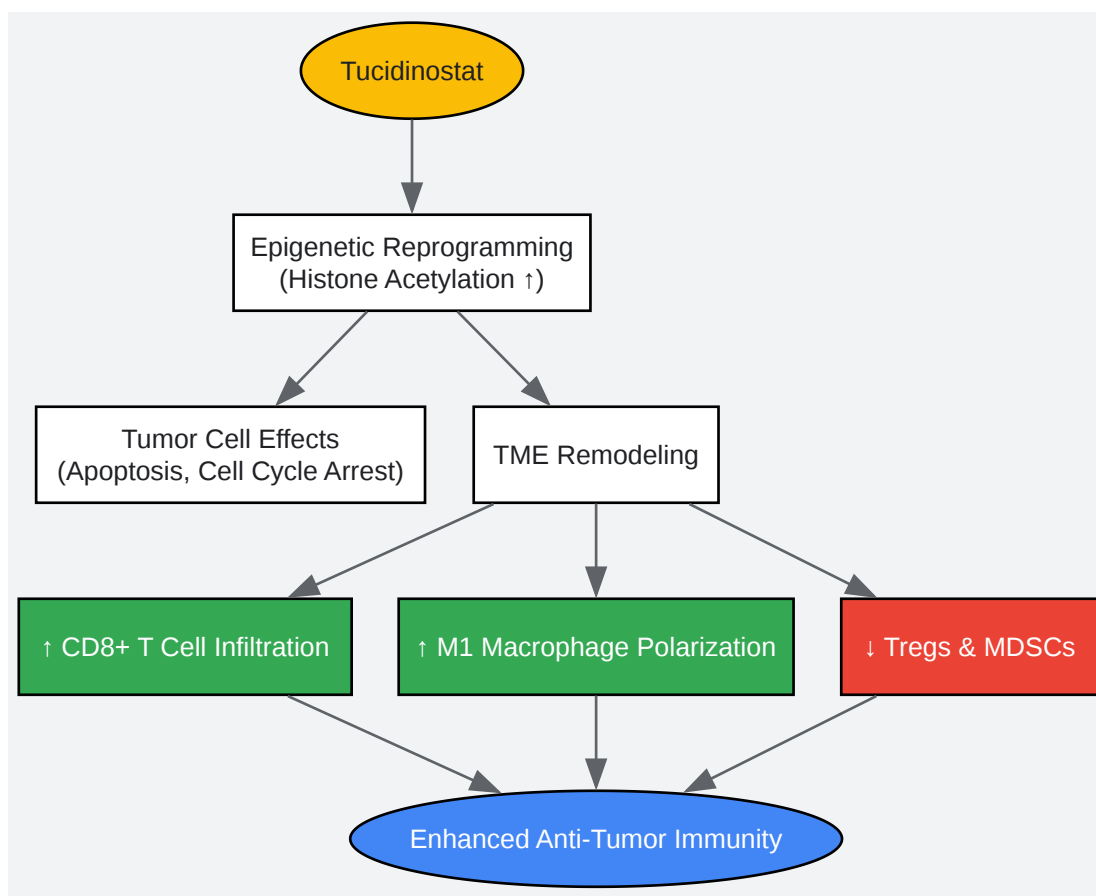 Tucidinostat
Epigenetic Reprogramming
(Histone Acetylation ↑)
Tumor Cell Effects
(Apoptosis, Cell Cycle Arrest)
TME Remodeling
↑ CD8+ T Cell Infiltration
↑ M1 Macrophage Polarization
↓ Tregs & MDSCs
Enhanced Anti-Tumor Immunity